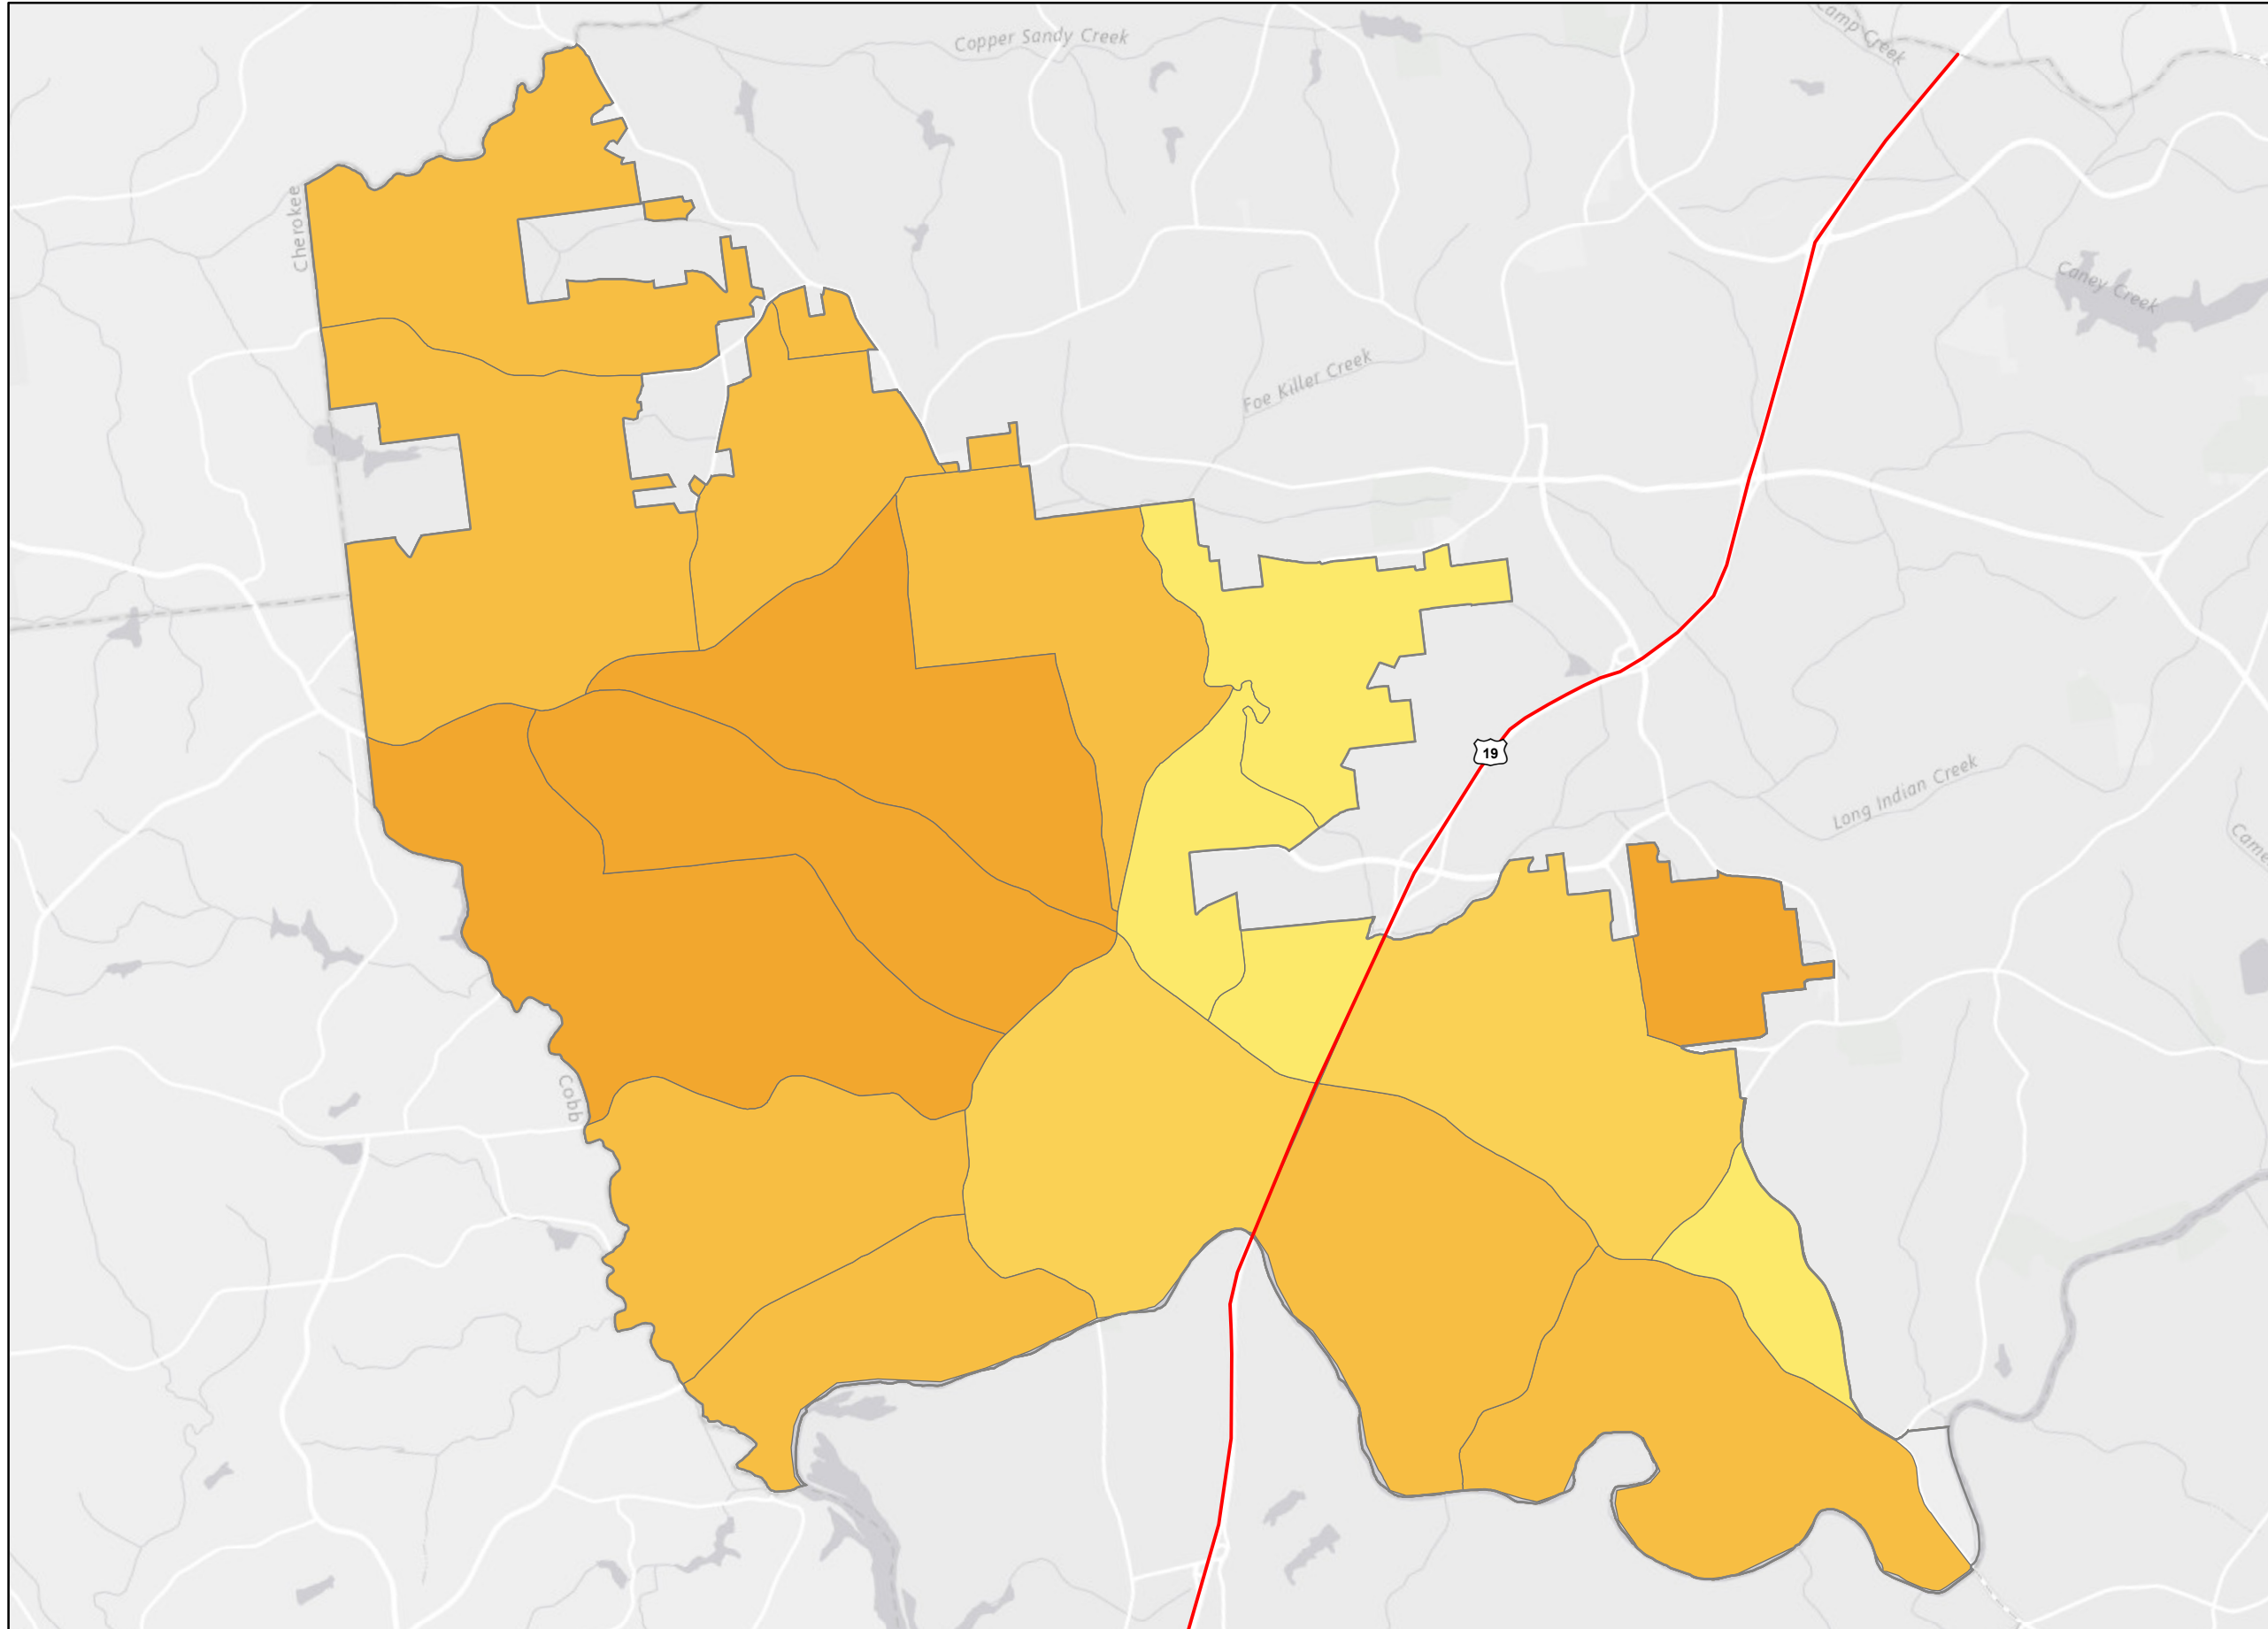 Copper Sandy Creek
Camp Creek
Cherokee
Caney Creek
Foe Killer Creek
19
Long Indian Creek
Cobb